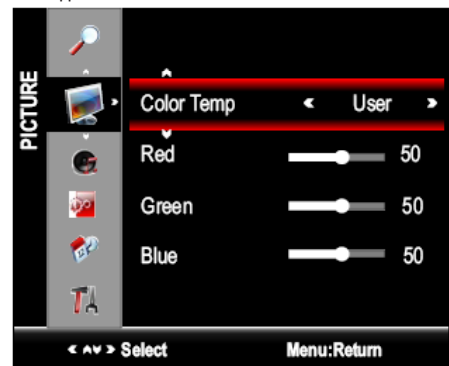 PICTURE
Color Temp User
Red 50
Green 50
Blue 50
Select Menu:Return